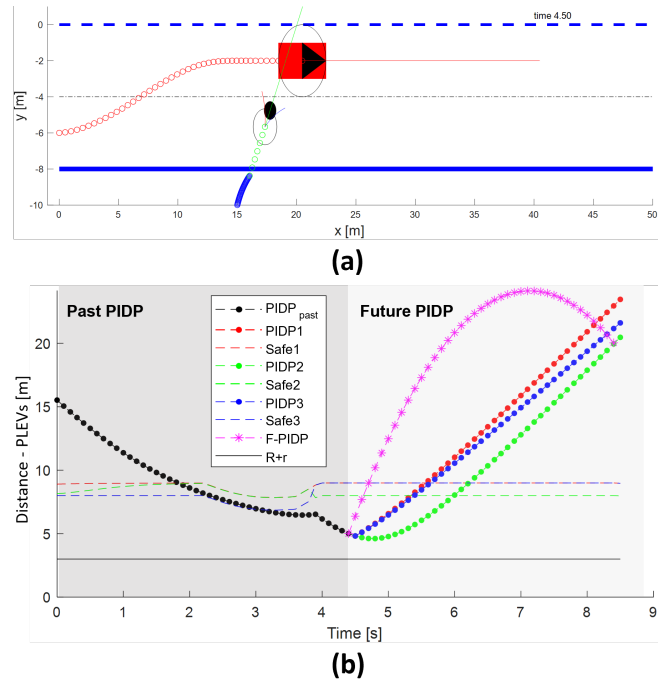 time 4.50
0
-2
-4
-6
-8
-10
y [m]
0 5 10 15 20 25 30 35 40 45 50
x [m]
(a)
Past PIDP
Future PIDP
PIDP past
PIDP1
Safe1
PIDP2
Safe2
PIDP3
Safe3
F-PIDP
R+r
20
15
10
5
0
Distance - PLEVs [m]
0 1 2 3 4 5 6 7 8 9
Time [s]
(b)